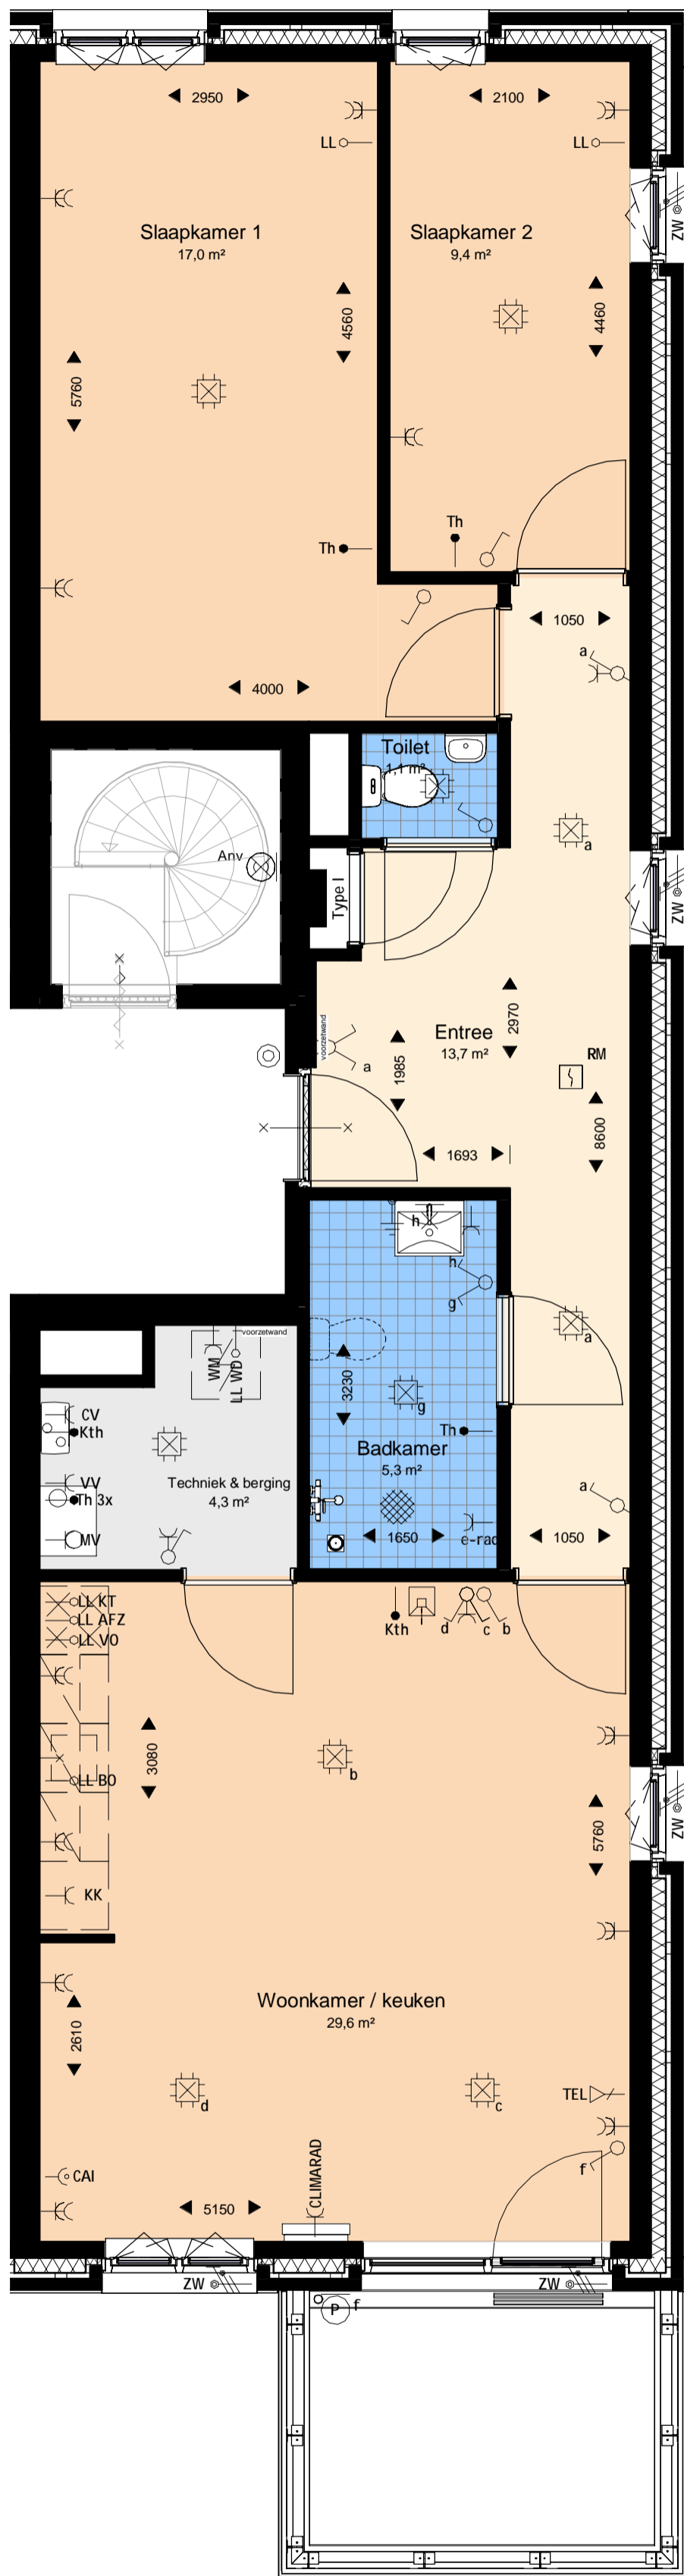 2950
2100
LL
LL
ZW
Slaapkamer 1
17,0 m²
Slaapkamer 2
9,4 m²
4560
4460
5760
Th
Th
1050
a
4000
Toilet
1,1 m²
a
Anv
Type I
ZW
voorzetwand
a
1985
2970
Entree
13,7 m²
RM
8600
1693
h
h
g
voorzetwand
WM
LL WD
a
3230
g
CV
Kth
Th
Badkamer
5,3 m²
VV
Th 3x
Techniek & berging
4,3 m²
a
MV
1650
e-rad
1050
LL KT
LL AFZ
LL VO
Kth
d
c
b
3080
b
LL BO
5760
ZW
KK
Woonkamer / keuken
29,6 m²
2610
d
c
TEL
CAI
CLIMARAD
f
5150
ZW
ZW
P
f